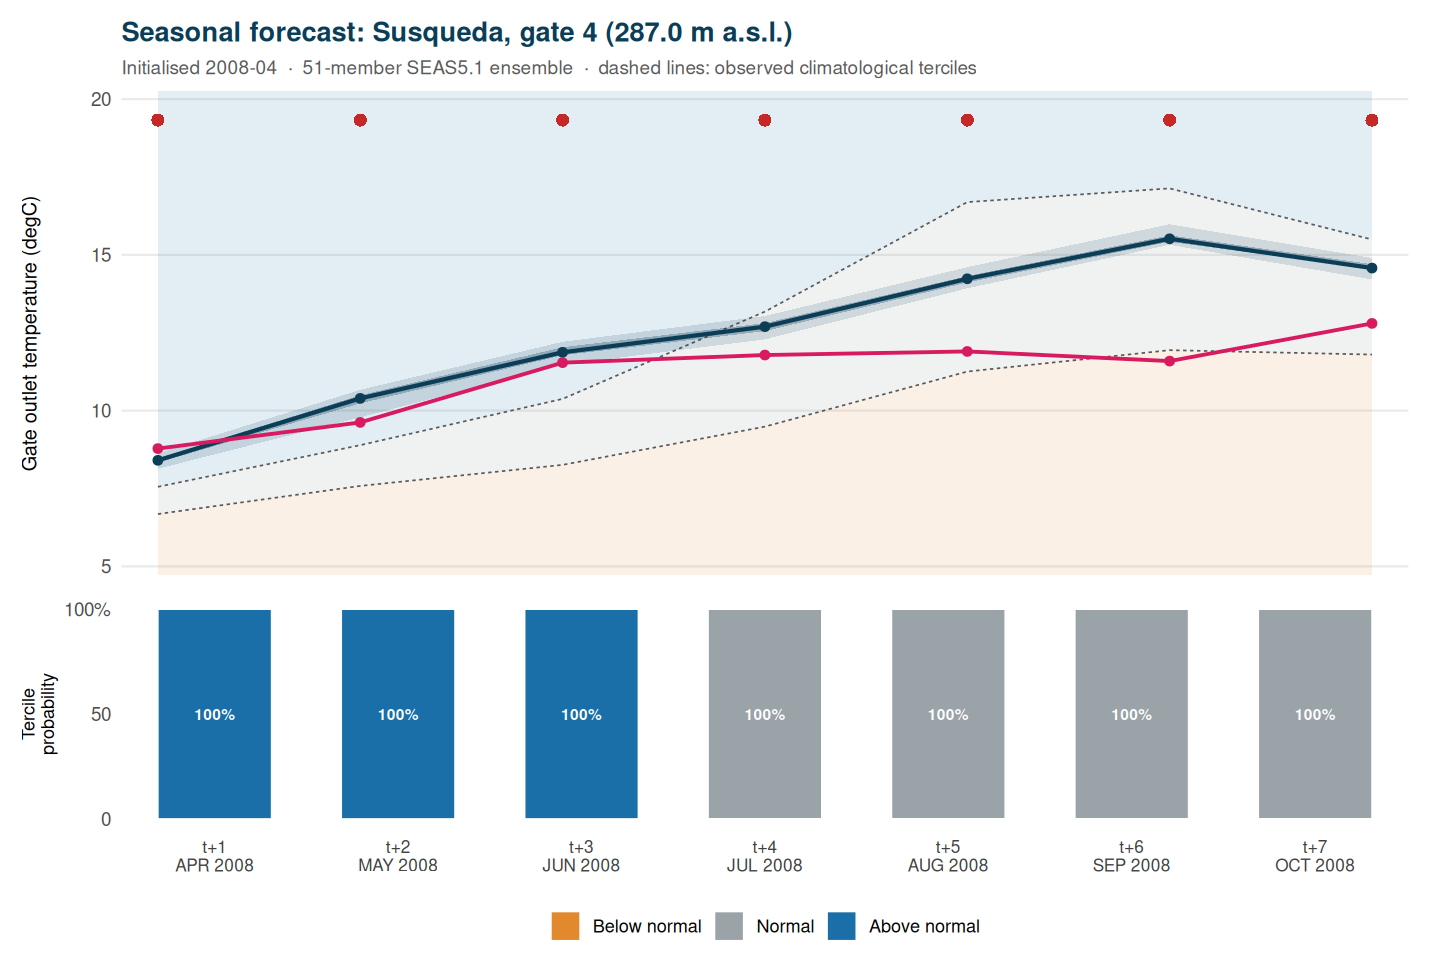 Seasonal forecast: Susqueda, gate 4 (287.0 m a.s.l.)
Initialised 2008-04 · 51-member SEAS5.1 ensemble · dashed lines: observed climatological terciles
Gate outlet temperature (degC)
20
15
10
5
Tercile
probability
100%
50
0
100% 100% 100% 100% 100% 100% 100%
t+1 t+2 t+3 t+4 t+5 t+6 t+7
APR 2008 MAY 2008 JUN 2008 JUL 2008 AUG 2008 SEP 2008 OCT 2008
Below normal Normal Above normal